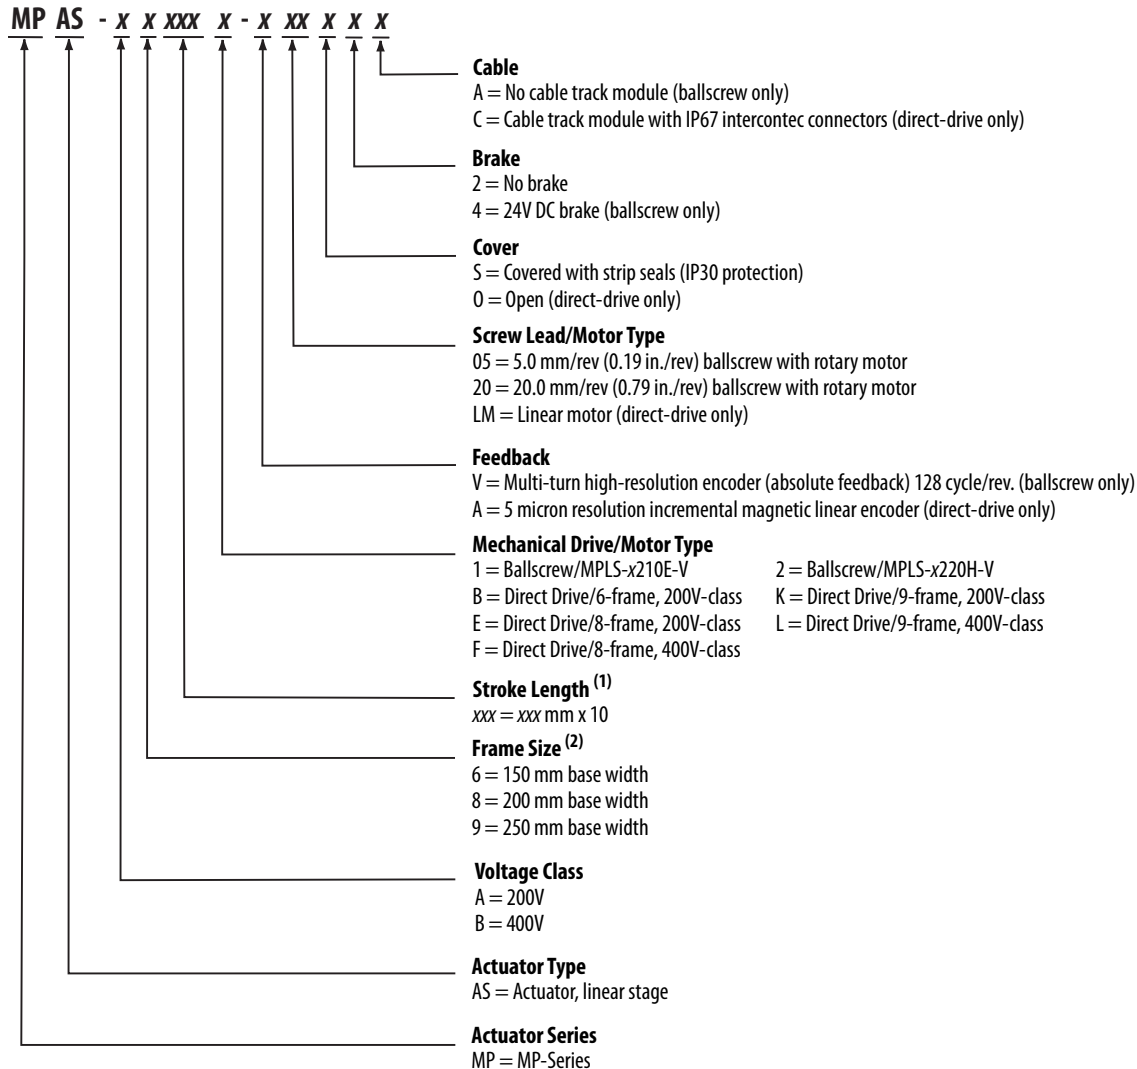 MP AS - x x xxx x - x xx x x x
Cable
A = No cable track module (ballscrew only)
C = Cable track module with IP67 intercontec connectors (direct-drive only)
Brake
2 = No brake
4 = 24V DC brake (ballscrew only)
Cover
S = Covered with strip seals (IP30 protection)
O = Open (direct-drive only)
Screw Lead/Motor Type
05 = 5.0 mm/rev (0.19 in./rev) ballscrew with rotary motor
20 = 20.0 mm/rev (0.79 in./rev) ballscrew with rotary motor
LM = Linear motor (direct-drive only)
Feedback
V = Multi-turn high-resolution encoder (absolute feedback) 128 cycle/rev. (ballscrew only)
A = 5 micron resolution incremental magnetic linear encoder (direct-drive only)
Mechanical Drive/Motor Type
1 = Ballscrew/MPLS-x210E-V 2 = Ballscrew/MPLS-x220H-V
B = Direct Drive/6-frame, 200V-class K = Direct Drive/9-frame, 200V-class
E = Direct Drive/8-frame, 200V-class L = Direct Drive/9-frame, 400V-class
F = Direct Drive/8-frame, 400V-class
Stroke Length (1)
xxx = xxx mm x 10
Frame Size (2)
6 = 150 mm base width
8 = 200 mm base width
9 = 250 mm base width
Voltage Class
A = 200V
B = 400V
Actuator Type
AS = Actuator, linear stage
Actuator Series
MP = MP-Series